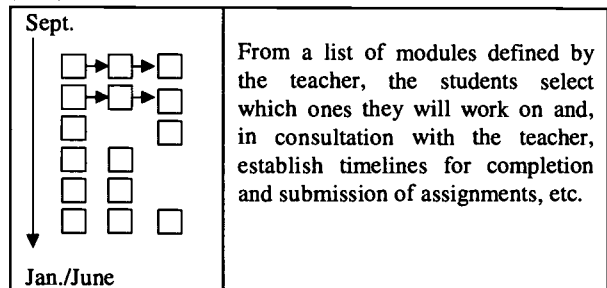 Sept.
From a list of modules defined by
the teacher, the students select
which ones they will work on and,
in consultation with the teacher,
establish timelines for completion
and submission of assignments, etc.
Jan./June